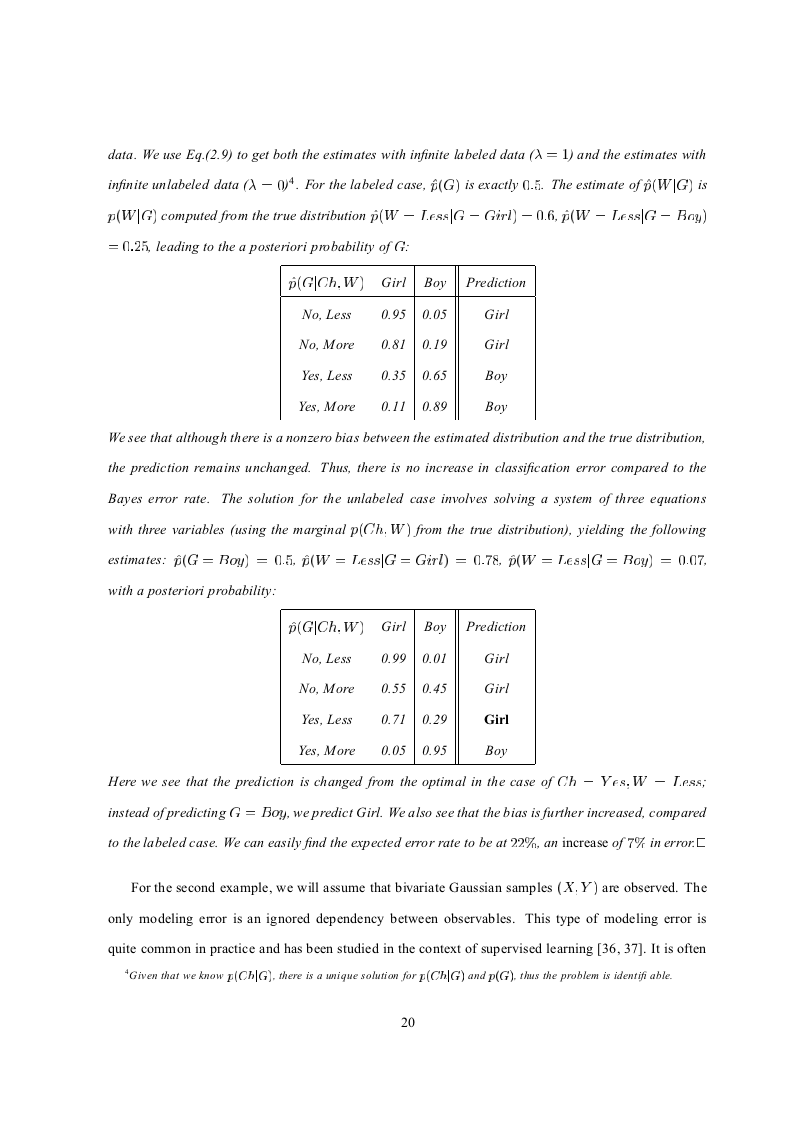 data. We use Eq.(2.9) to get both the estimates with infinite labeled data (λ = 1) and the estimates with
infinite unlabeled data (λ = 0)⁴. For the labeled case, p̂(G) is exactly 0.5. The estimate of p̂(W|G) is
p(W|G) computed from the true distribution p̂(W = Less|G = Girl) = 0.6, p̂(W = Less|G = Boy)
= 0.25, leading to the a posteriori probability of G:
p̂(G|Ch, W) Girl Boy Prediction
No, Less 0.95 0.05 Girl
No, More 0.81 0.19 Girl
Yes, Less 0.35 0.65 Boy
Yes, More 0.11 0.89 Boy
We see that although there is a nonzero bias between the estimated distribution and the true distribution,
the prediction remains unchanged. Thus, there is no increase in classification error compared to the
Bayes error rate. The solution for the unlabeled case involves solving a system of three equations
with three variables (using the marginal p(Ch, W) from the true distribution), yielding the following
estimates: p̂(G = Boy) = 0.5, p̂(W = Less|G = Girl) = 0.78, p̂(W = Less|G = Boy) = 0.07,
with a posteriori probability:
p̂(G|Ch, W) Girl Boy Prediction
No, Less 0.99 0.01 Girl
No, More 0.55 0.45 Girl
Yes, Less 0.71 0.29 Girl
Yes, More 0.05 0.95 Boy
Here we see that the prediction is changed from the optimal in the case of Ch = Yes, W = Less;
instead of predicting G = Boy, we predict Girl. We also see that the bias is further increased, compared
to the labeled case. We can easily find the expected error rate to be at 22%, an increase of 7% in error.□
For the second example, we will assume that bivariate Gaussian samples (X, Y) are observed. The
only modeling error is an ignored dependency between observables. This type of modeling error is
quite common in practice and has been studied in the context of supervised learning [36, 37]. It is often
⁴Given that we know p(Ch|G), there is a unique solution for p(Ch|G) and p(G), thus the problem is identifi able.
20